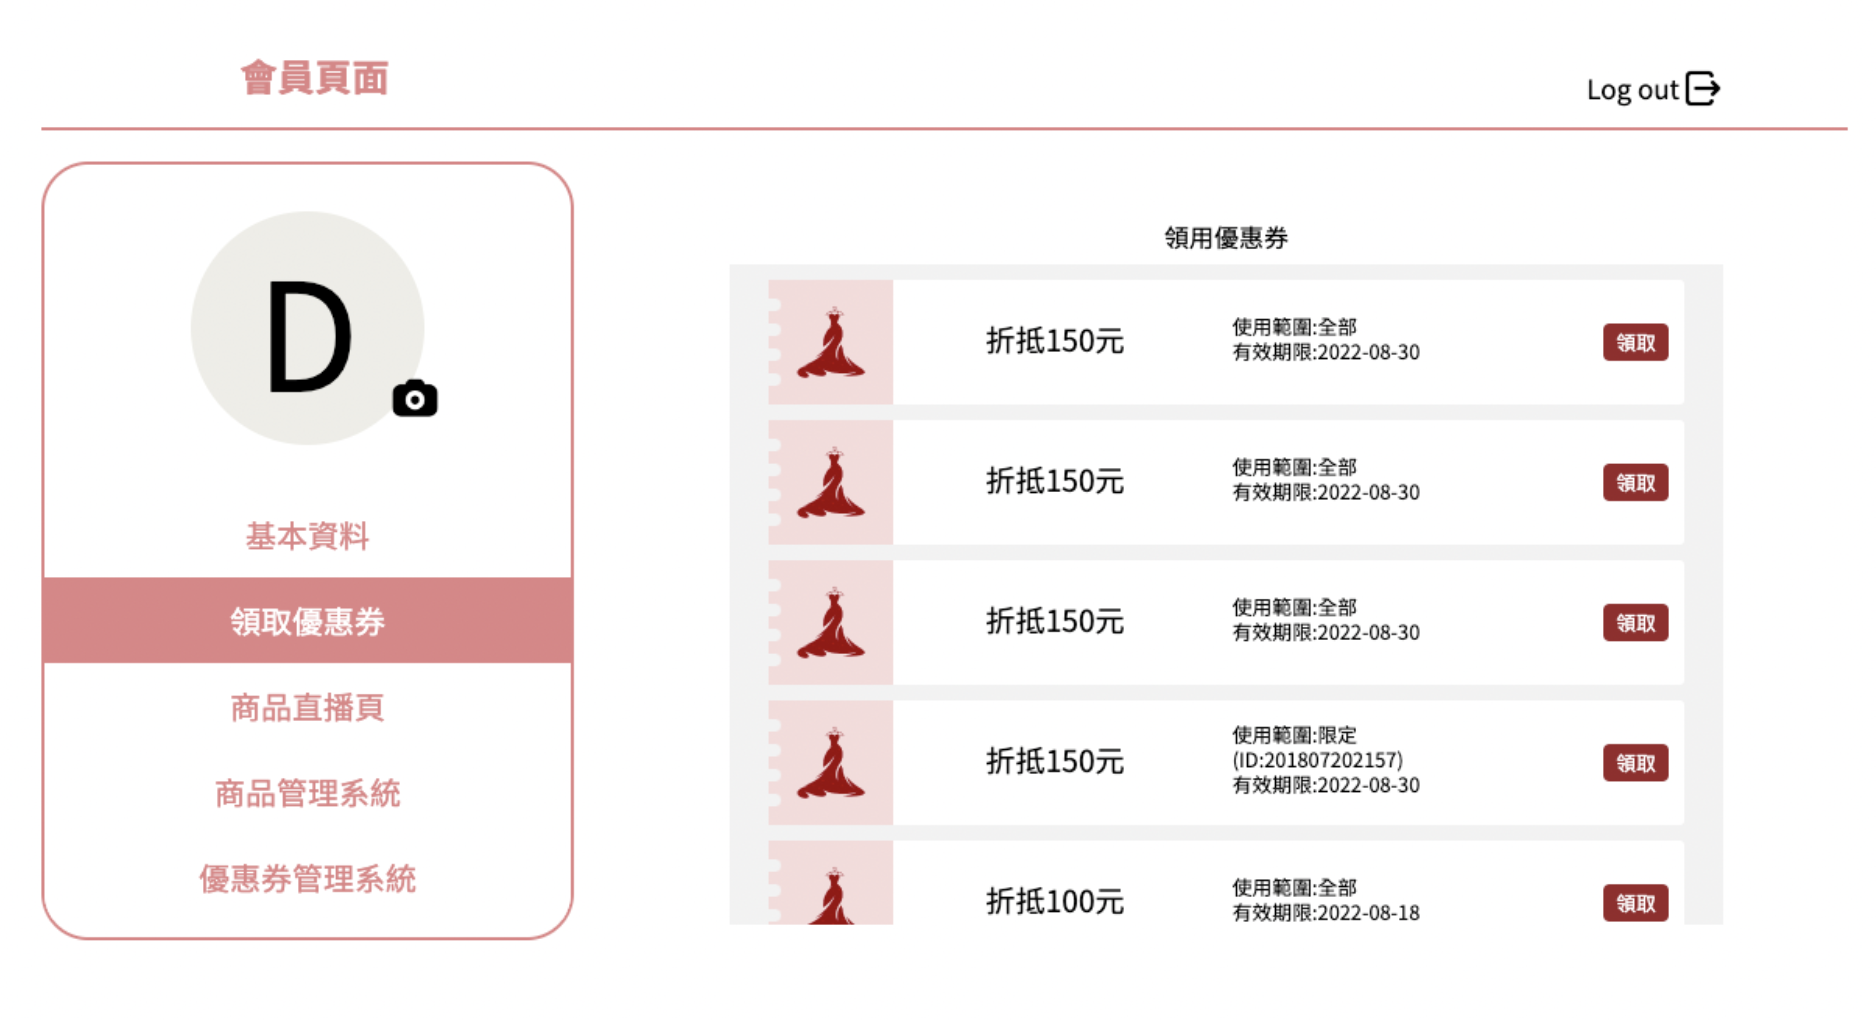 會員頁面
Log out
D
基本資料
領取優惠券
商品直播頁
商品管理系統
優惠券管理系統
領用優惠券
折抵150元
使用範圍:全部
有效期限:2022-08-30
領取
折抵150元
使用範圍:全部
有效期限:2022-08-30
領取
折抵150元
使用範圍:全部
有效期限:2022-08-30
領取
折抵150元
使用範圍:限定
(ID:201807202157)
有效期限:2022-08-30
領取
折抵100元
使用範圍:全部
有效期限:2022-08-18
領取